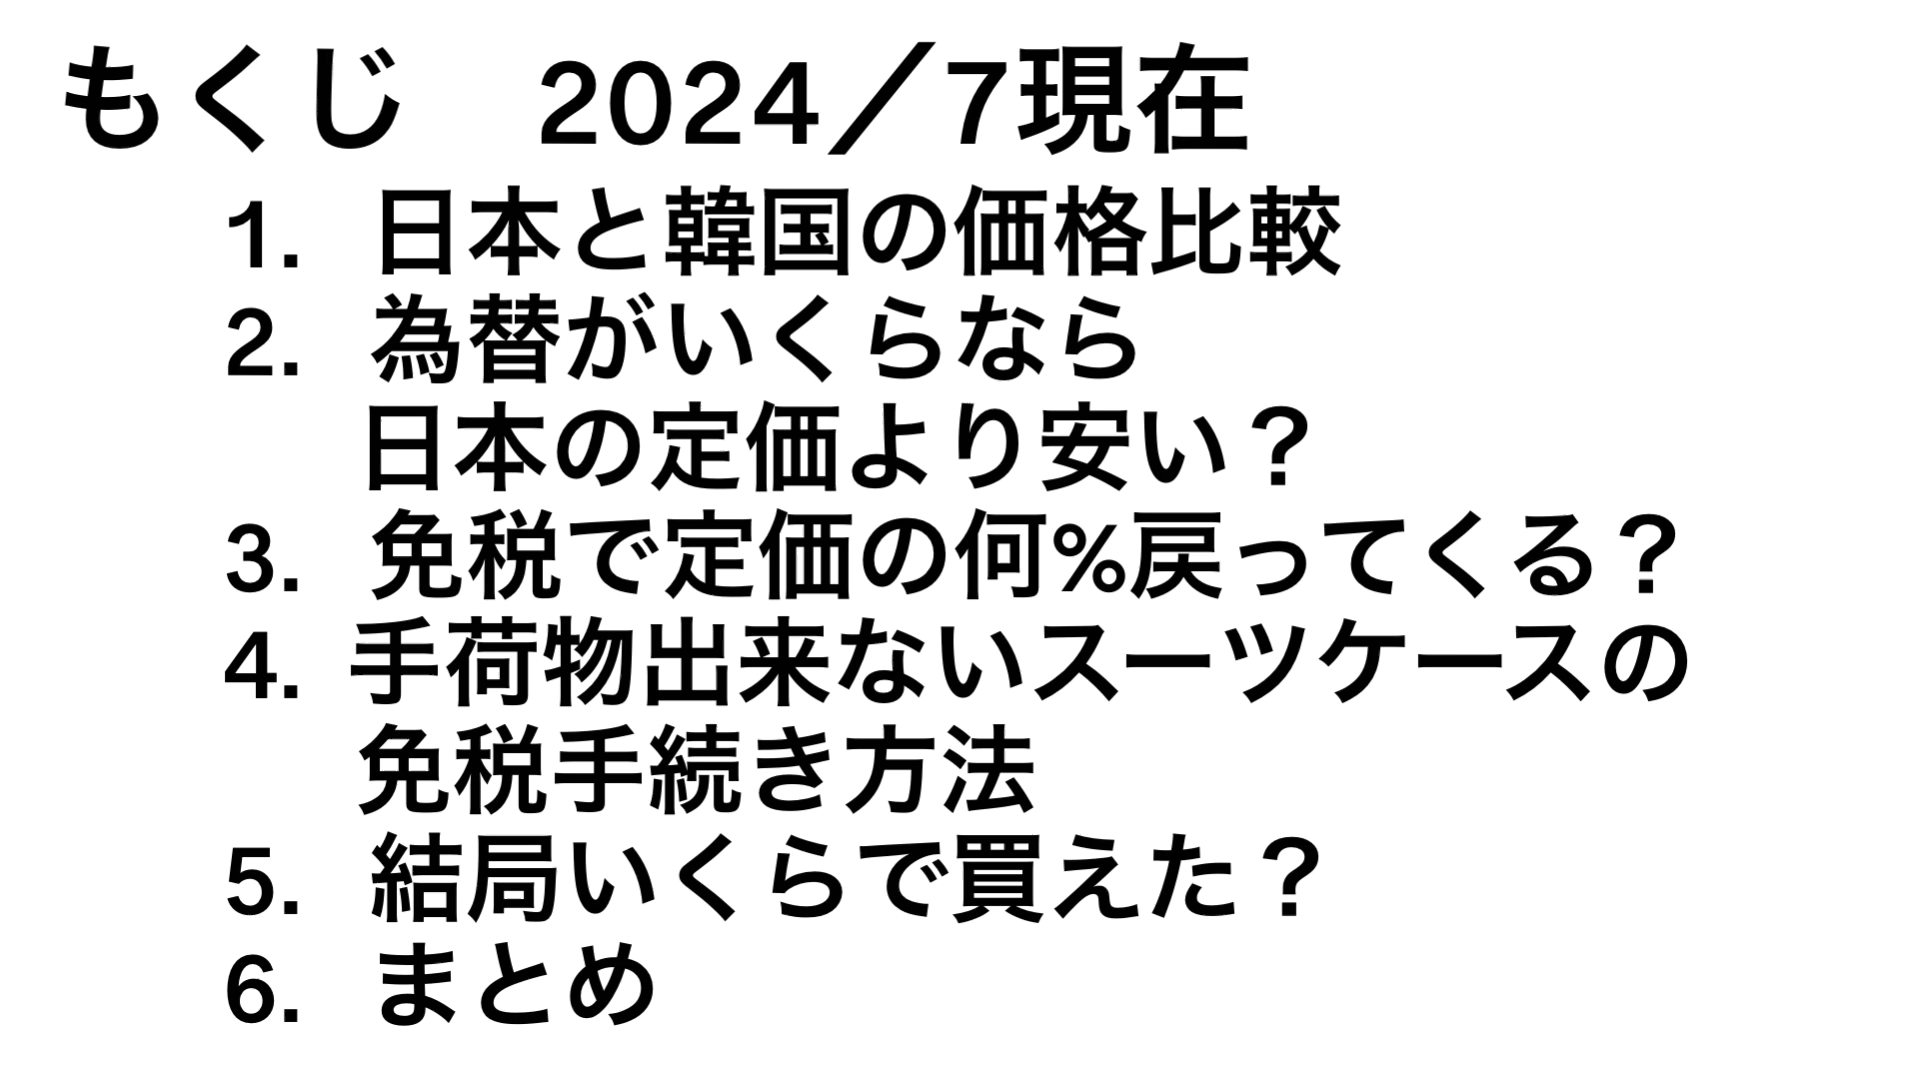 もくじ　2024／7現在
1. 日本と韓国の価格比較
2. 為替がいくらなら
日本の定価より安い？
3. 免税で定価の何%戻ってくる？
4. 手荷物出来ないスーツケースの
免税手続き方法
5. 結局いくらで買えた？
6. まとめ